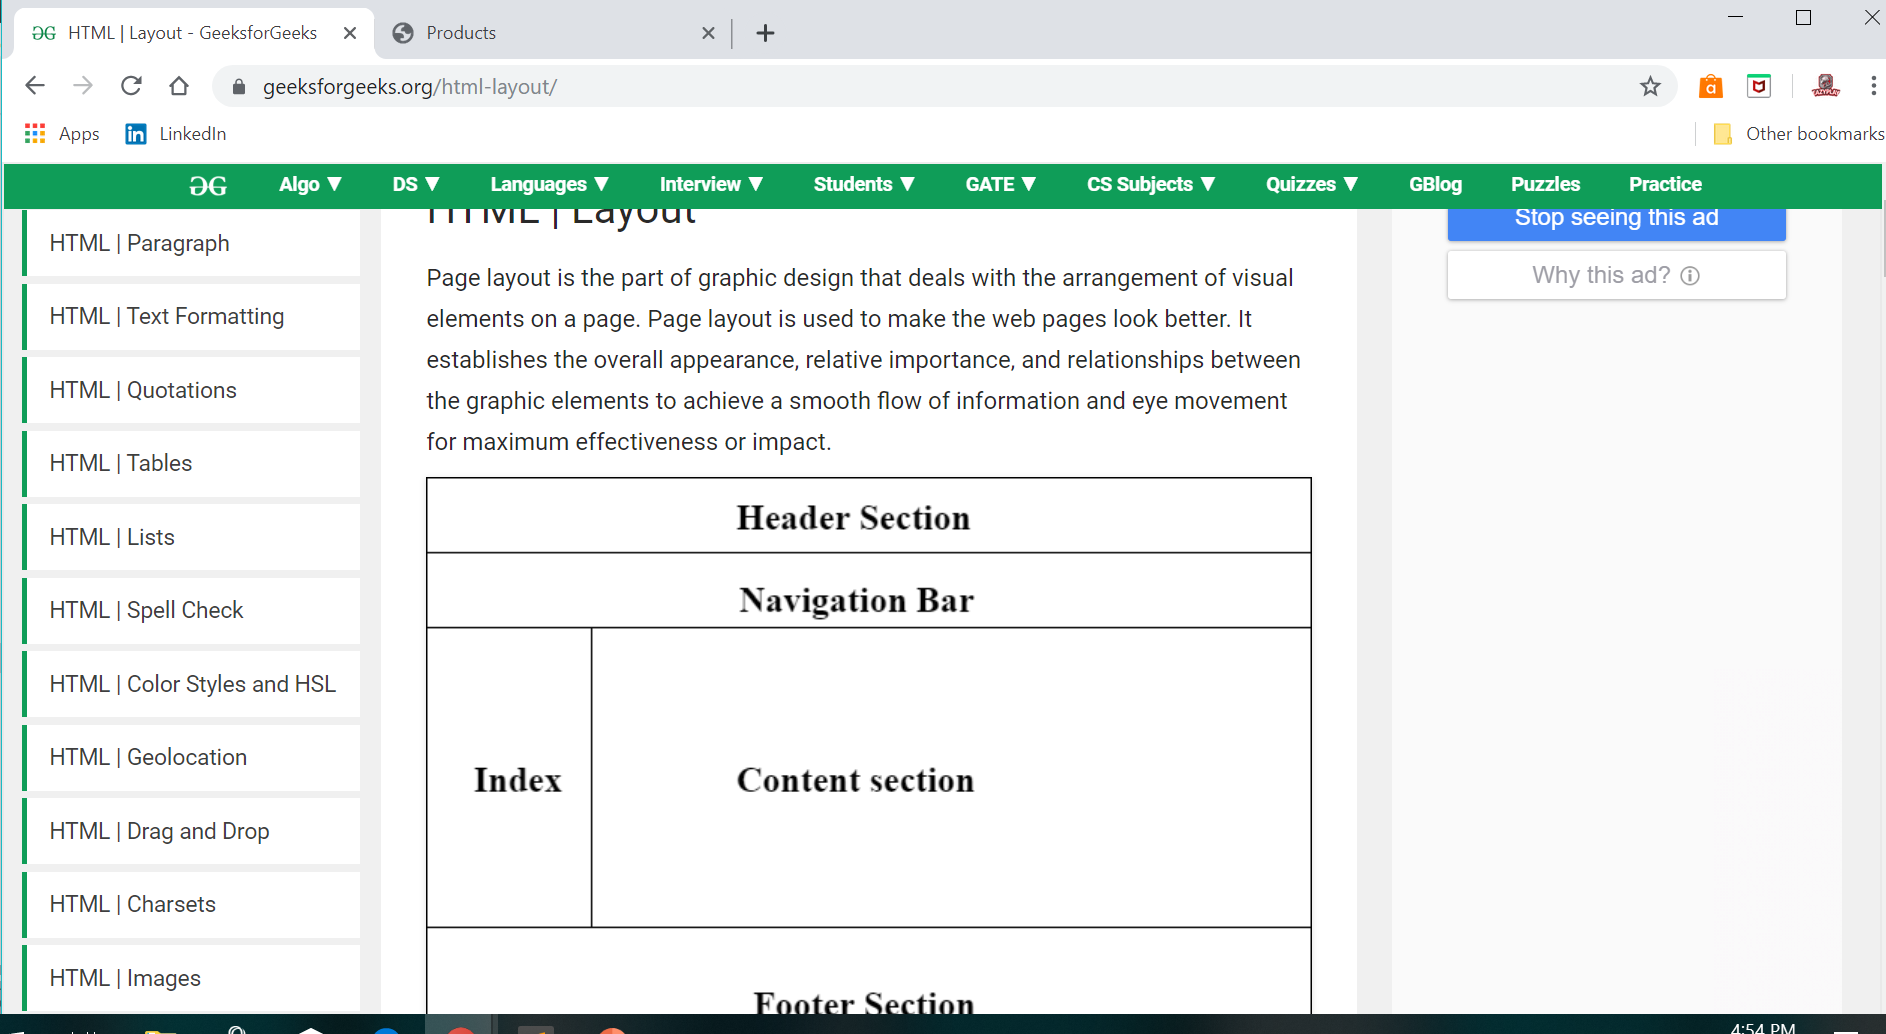 HTML | Layout - GeeksforGeeks
Products
geeksforgeeks.org/html-layout/
Apps
LinkedIn
Other bookmarks
Algo ▼ DS ▼ Languages ▼ Interview ▼ Students ▼ GATE ▼ CS Subjects ▼ Quizzes ▼ GBlog Puzzles Practice
HTML | Paragraph
HTML | Text Formatting
HTML | Quotations
HTML | Tables
HTML | Lists
HTML | Spell Check
HTML | Color Styles and HSL
HTML | Geolocation
HTML | Drag and Drop
HTML | Charsets
HTML | Images
HTML | Layout
Page layout is the part of graphic design that deals with the arrangement of visual
elements on a page. Page layout is used to make the web pages look better. It
establishes the overall appearance, relative importance, and relationships between
the graphic elements to achieve a smooth flow of information and eye movement
for maximum effectiveness or impact.
Header Section
Navigation Bar
Index
Content section
Footer Section
Stop seeing this ad
Why this ad?
4:54 PM